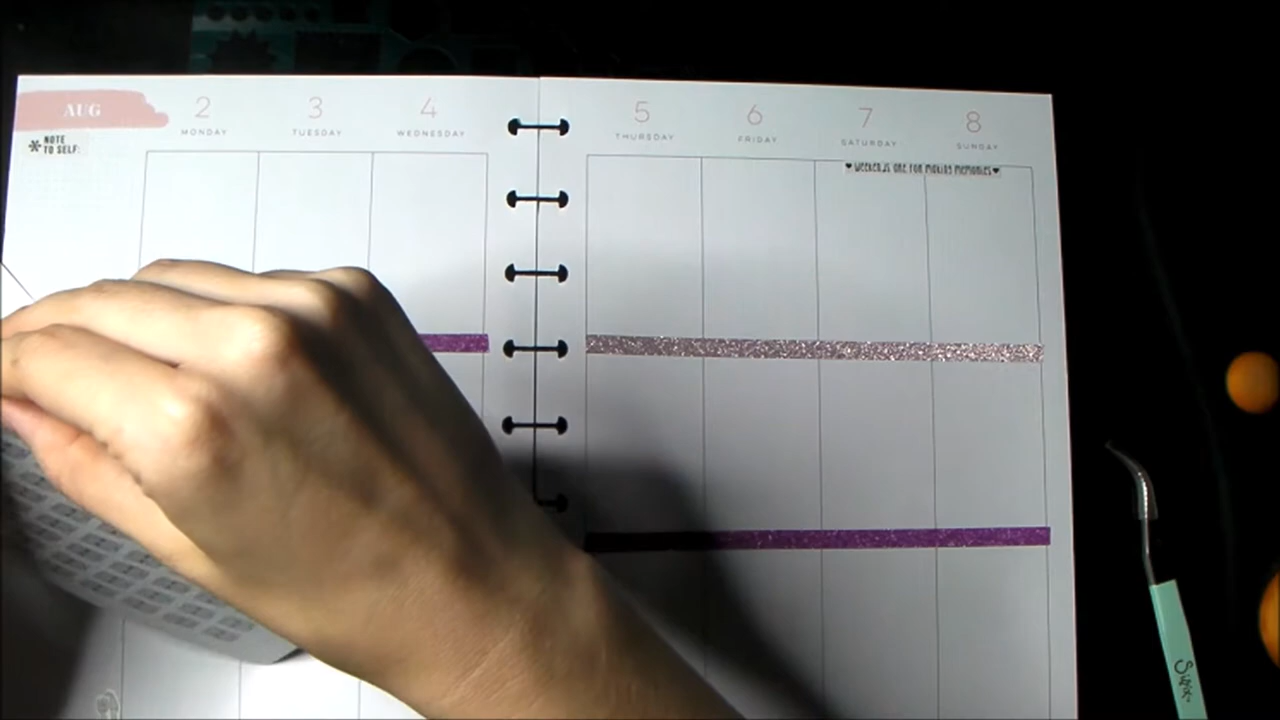 AUG
2
3
4
5
6
7
8
MONDAY
TUESDAY
WEDNESDAY
THURSDAY
FRIDAY
SATURDAY
SUNDAY
* NOTE
TO SELF:
♥ WEEKENDS ARE FOR MAKING MEMORIES ♥